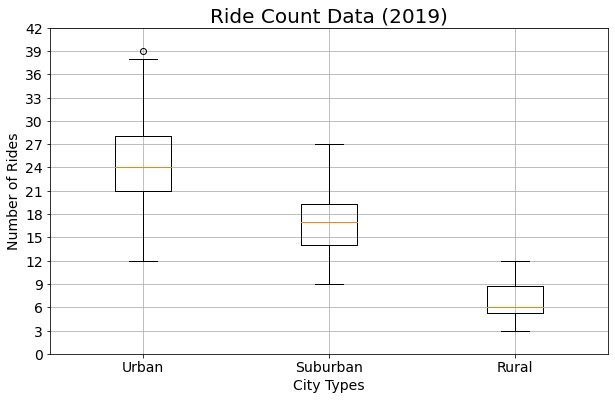 Ride Count Data (2019)
42
39
36
33
30
27
24
21
18
15
12
9
6
3
0
Number of Rides
Urban
Suburban
Rural
City Types